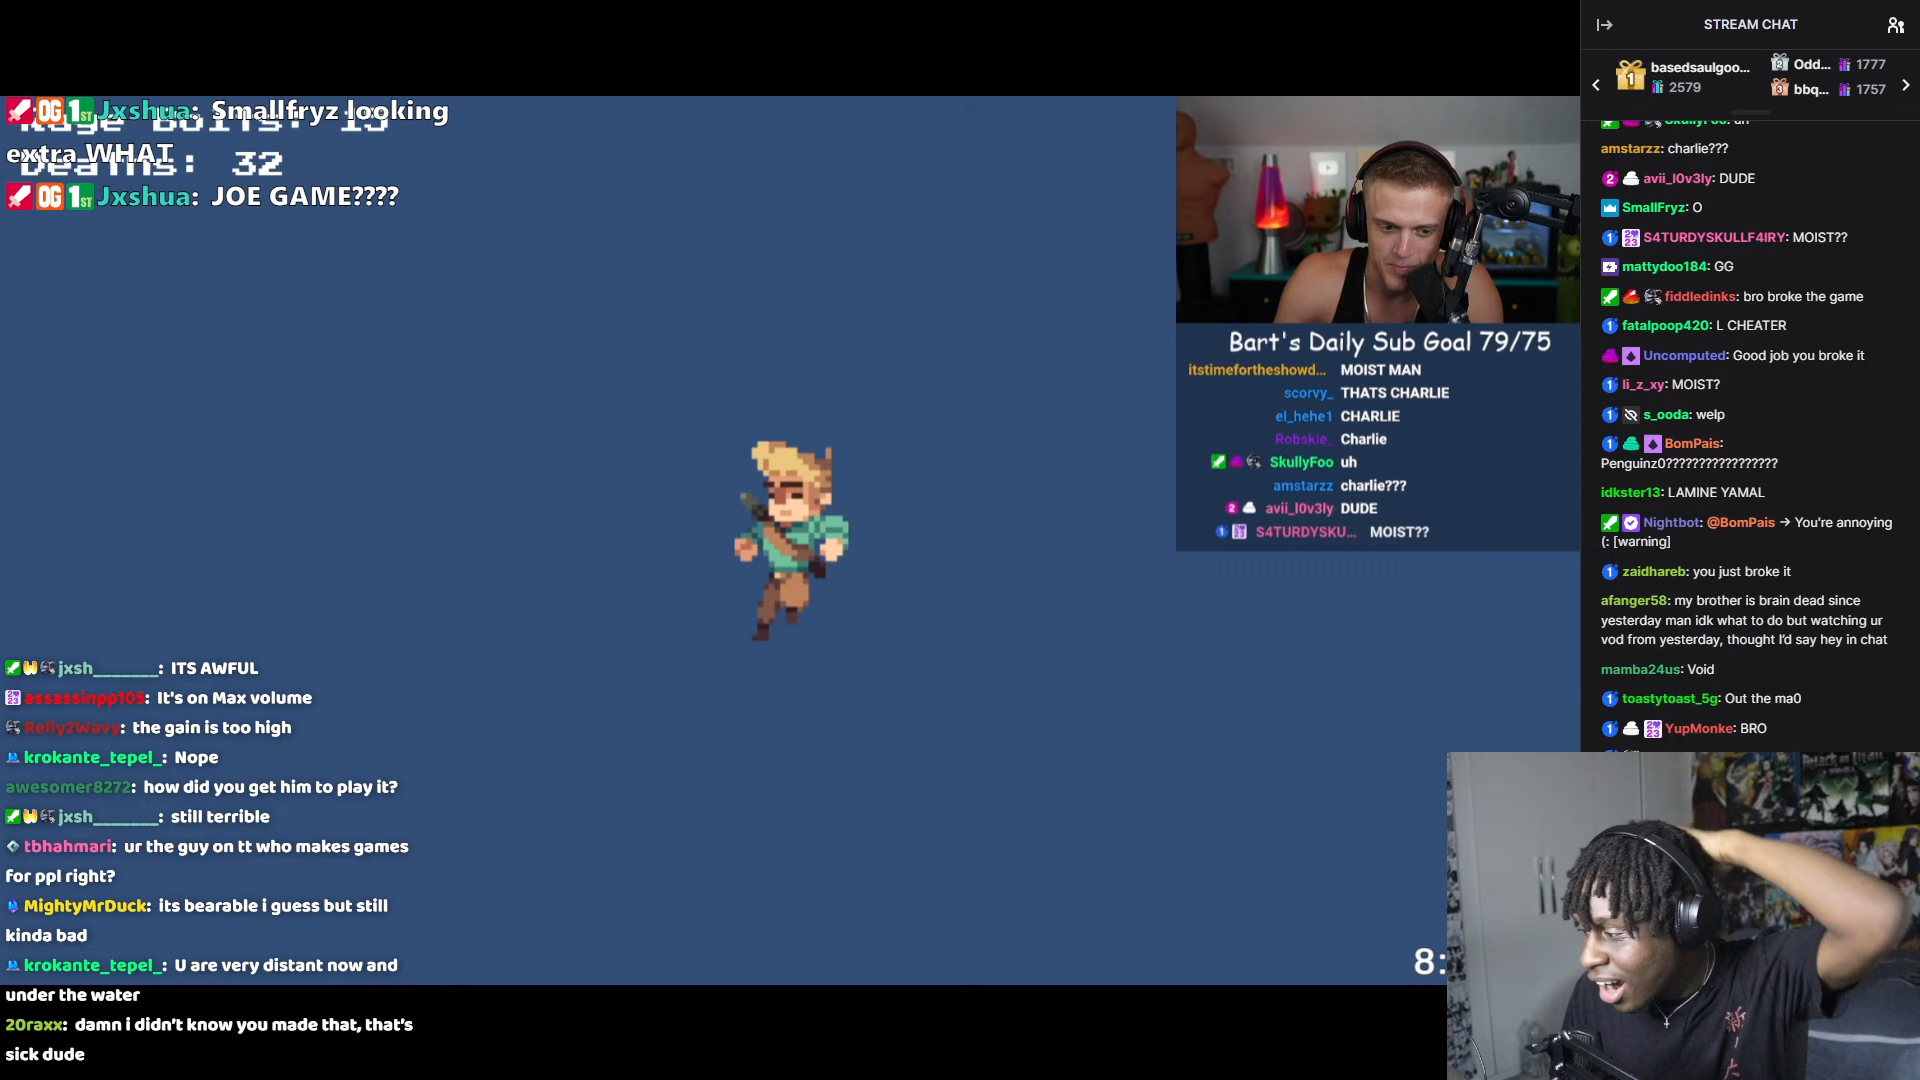 Jxshua: Smallfryz looking
extra WHAT
Deaths: 32
Jxshua: JOE GAME????
jxsh_______: ITS AWFUL
assassinpp105: It's on Max volume
Relly2Wavy: the gain is too high
krokante_tepel_: Nope
awesomer8272: how did you get him to play it?
jxsh_______: still terrible
tbhahmari: ur the guy on tt who makes games
for ppl right?
MightyMrDuck: its bearable i guess but still
kinda bad
krokante_tepel_: U are very distant now and
under the water
20raxx: damn i didn't know you made that, that's
sick dude
Bart's Daily Sub Goal 79/75
itstimefortheshowd... MOIST MAN
scorvy_ THATS CHARLIE
el_hehe1 CHARLIE
Robskie_ Charlie
SkullyFoo uh
amstarzz charlie???
avii_l0v3ly DUDE
S4TURDYSKU... MOIST??
8:
STREAM CHAT
basedsaulgoo...
2579
Odd... 1777
bbq... 1757
SkullyFoo: uh
amstarzz: charlie???
avii_l0v3ly: DUDE
SmallFryz: O
S4TURDYSKULLF4IRY: MOIST??
mattydoo184: GG
fiddledinks: bro broke the game
fatalpoop420: L CHEATER
Uncomputed: Good job you broke it
li_z_xy: MOIST?
s_ooda: welp
BomPais:
Penguinz0?????????????????
idkster13: LAMINE YAMAL
Nightbot: @BomPais → You're annoying
(: [warning]
zaidhareb: you just broke it
afanger58: my brother is brain dead since
yesterday man idk what to do but watching ur
vod from yesterday, thought I'd say hey in chat
mamba24us: Void
toastytoast_5g: Out the ma0
YupMonke: BRO